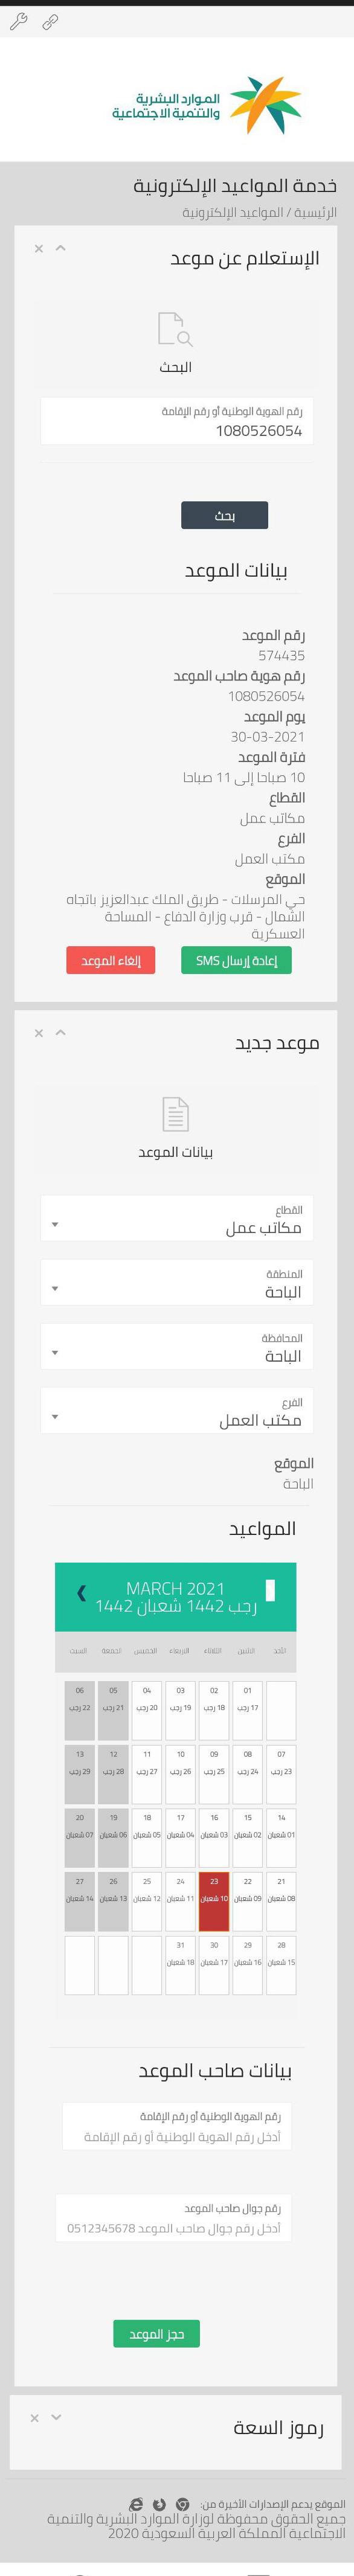 الموارد البشرية
والتنمية الاجتماعية
خدمة المواعيد الإلكترونية
الرئيسية / المواعيد الإلكترونية
الإستعلام عن موعد
البحث
رقم الهوية الوطنية أو رقم الإقامة
1080526054
بحث
بيانات الموعد
رقم الموعد
574435
رقم هوية صاحب الموعد
1080526054
يوم الموعد
30-03-2021
فترة الموعد
10 صباحا إلى 11 صباحا
القطاع
مكاتب عمل
الفرع
مكتب العمل
الموقع
حي المرسلات - طريق الملك عبدالعزيز باتجاه
الشمال - قرب وزارة الدفاع - المساحة
العسكرية
إعادة إرسال SMS إلغاء الموعد
موعد جديد
بيانات الموعد
القطاع
مكاتب عمل
المنطقة
الباحة
المحافظة
الباحة
الفرع
مكتب العمل
الموقع
الباحة
المواعيد
MARCH 2021
رجب 1442 شعبان 1442
الأحد الاثنين الثلاثاء الأربعاء الخميس الجمعة السبت
01 02 03 04 05 06
17 رجب 18 رجب 19 رجب 20 رجب 21 رجب 22 رجب
07 08 09 10 11 12 13
23 رجب 24 رجب 25 رجب 26 رجب 27 رجب 28 رجب 29 رجب
14 15 16 17 18 19 20
01 شعبان 02 شعبان 03 شعبان 04 شعبان 05 شعبان 06 شعبان 07 شعبان
21 22 23 24 25 26 27
08 شعبان 09 شعبان 10 شعبان 11 شعبان 12 شعبان 13 شعبان 14 شعبان
28 29 30 31
15 شعبان 16 شعبان 17 شعبان 18 شعبان
بيانات صاحب الموعد
رقم الهوية الوطنية أو رقم الإقامة
أدخل رقم الهوية الوطنية أو رقم الإقامة
رقم جوال صاحب الموعد
أدخل رقم جوال صاحب الموعد 0512345678
حجز الموعد
رموز السعة
الموقع يدعم الإصدارات الأخيرة من:
جميع الحقوق محفوظة لوزارة الموارد البشرية والتنمية
الاجتماعية المملكة العربية السعودية 2020